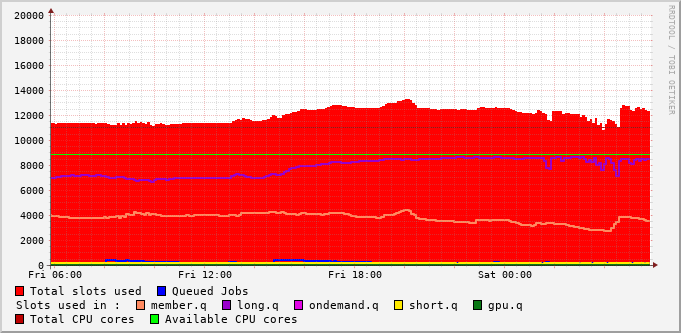 RRDTOOL / TOBI OETIKER
20000
18000
16000
14000
12000
10000
8000
6000
4000
2000
0
Fri 06:00 Fri 12:00 Fri 18:00 Sat 00:00
Total slots used Queued Jobs
Slots used in : member.q long.q ondemand.q short.q gpu.q
Total CPU cores Available CPU cores